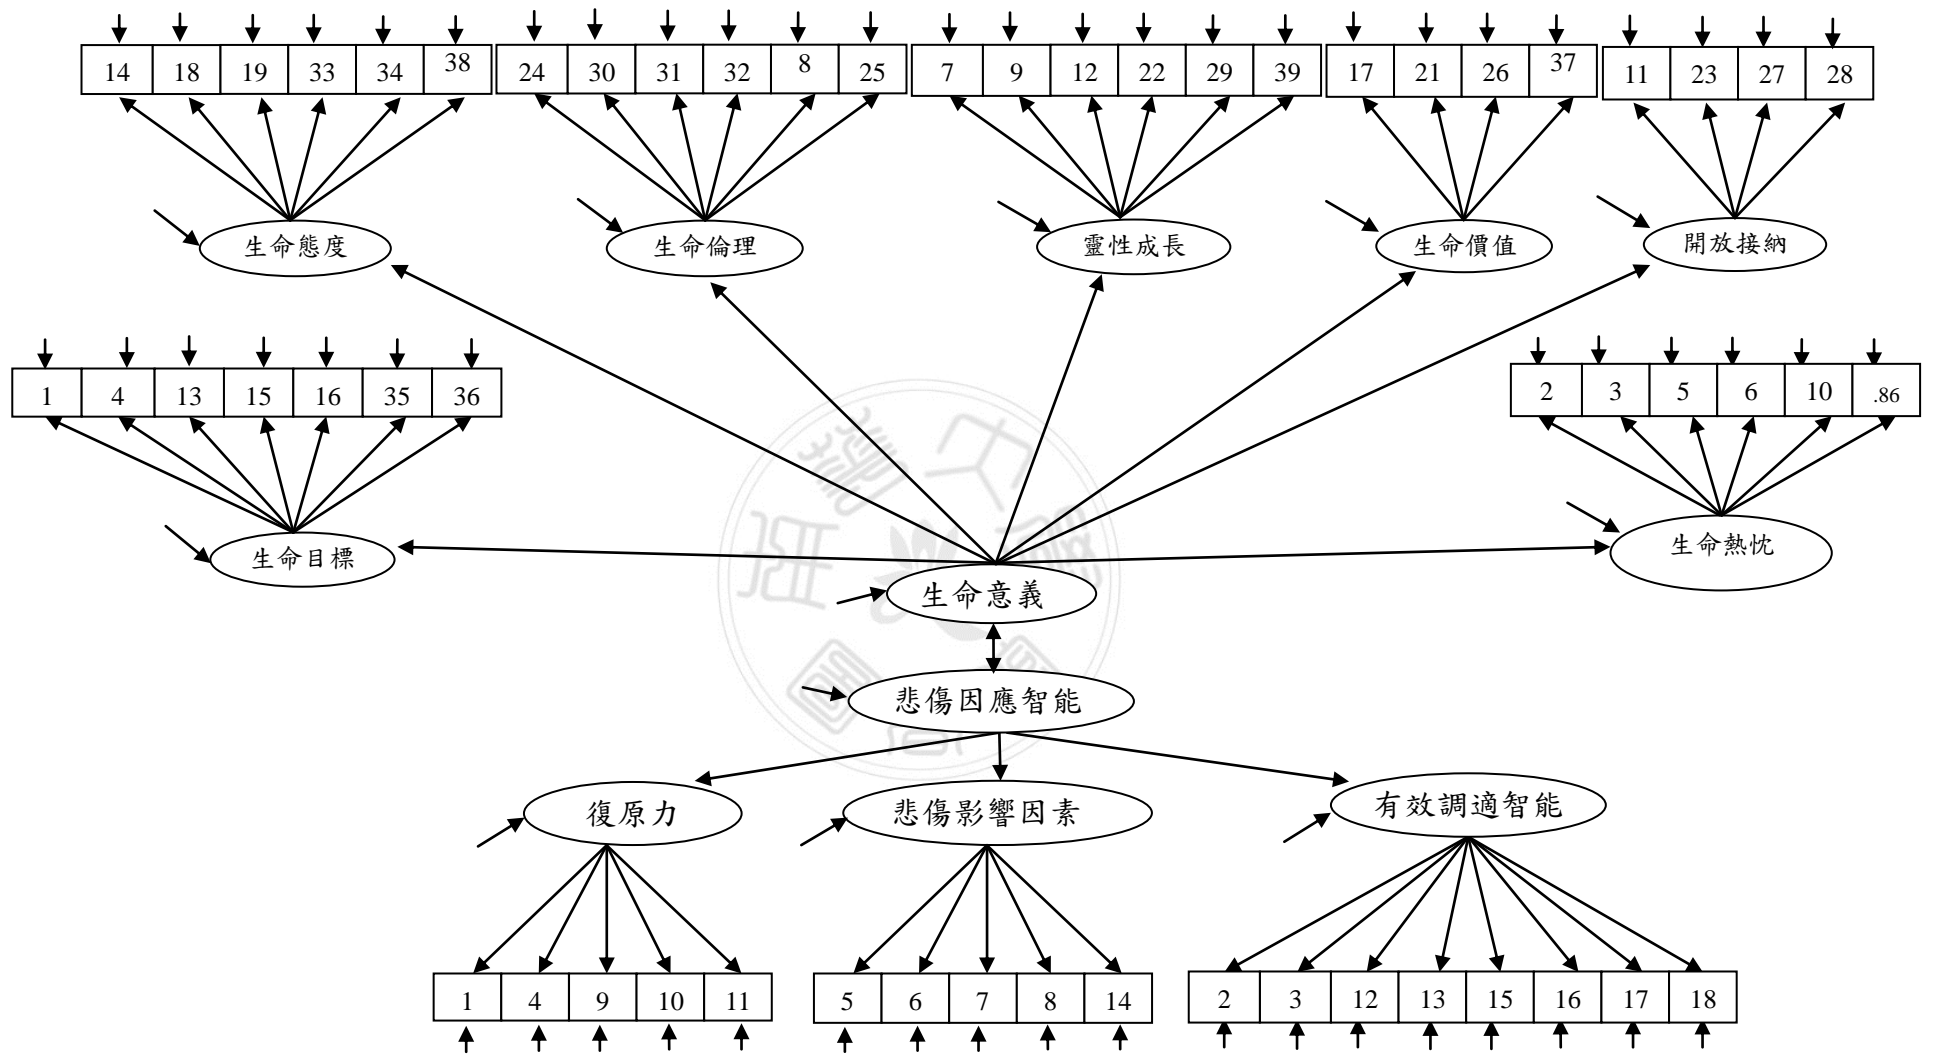 14 18 19 33 34 38 24 30 31 32 8 25 7 9 12 22 29 39 17 21 26 37 11 23 27 28
生命態度 生命倫理 靈性成長 生命價值 開放接納
1 4 13 15 16 35 36 2 3 5 6 10 .86
生命目標 生命熱忱
生命意義
悲傷因應智能
復原力 悲傷影響因素 有效調適智能
1 4 9 10 11 5 6 7 8 14 2 3 12 13 15 16 17 18